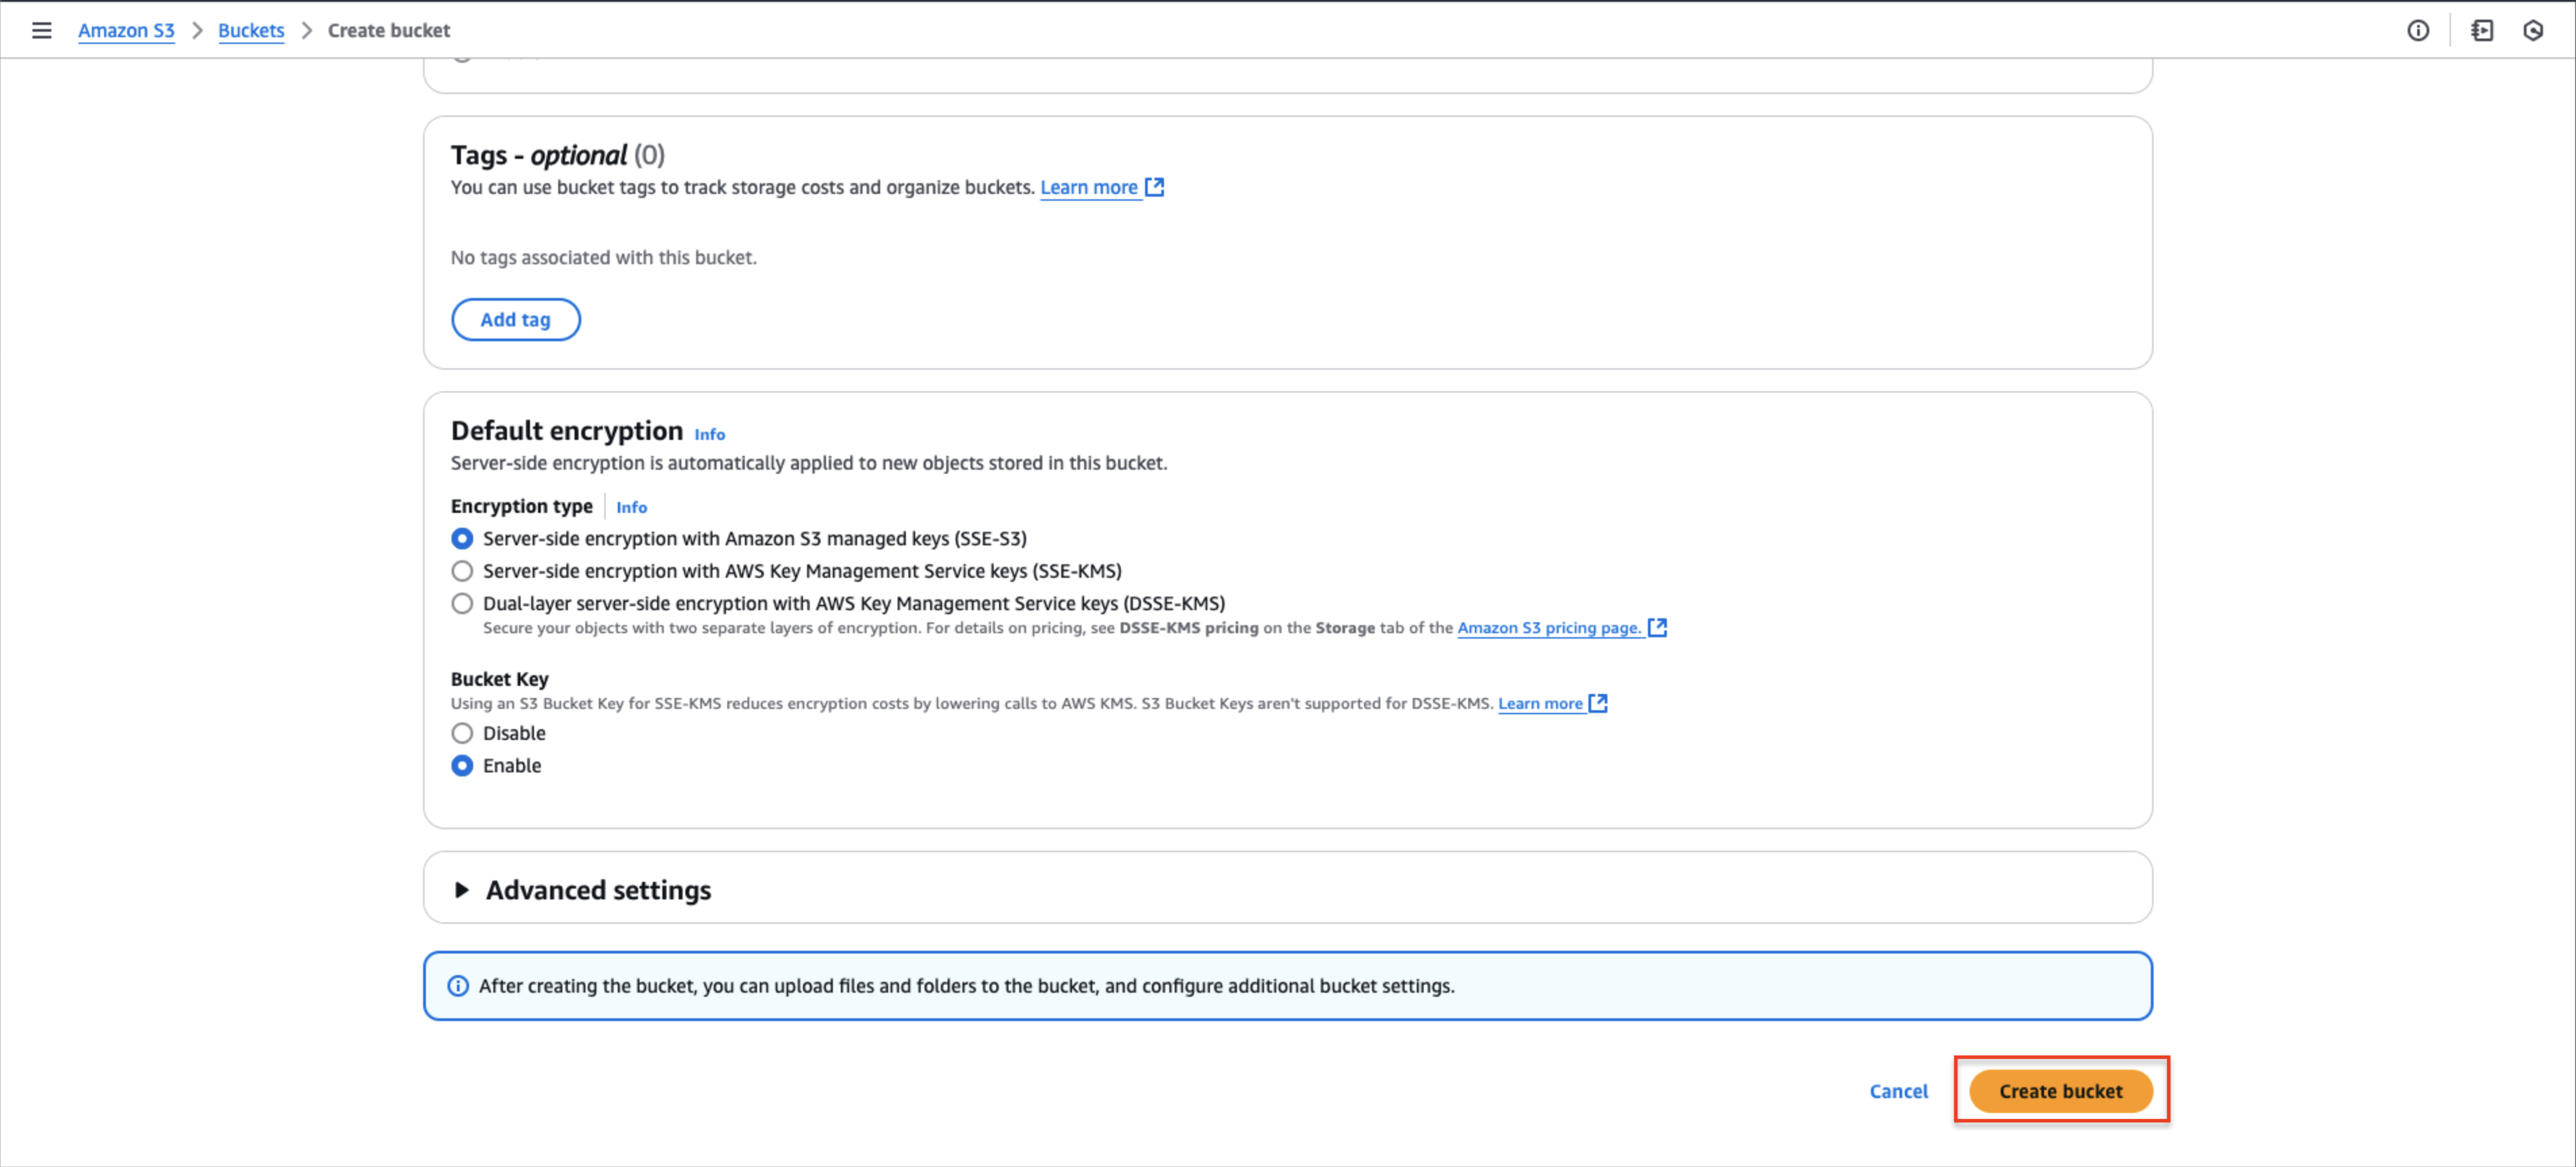 Amazon S3 > Buckets > Create bucket
Tags - optional (0)
You can use bucket tags to track storage costs and organize buckets. Learn more
No tags associated with this bucket.
Add tag
Default encryption Info
Server-side encryption is automatically applied to new objects stored in this bucket.
Encryption type Info
Server-side encryption with Amazon S3 managed keys (SSE-S3)
Server-side encryption with AWS Key Management Service keys (SSE-KMS)
Dual-layer server-side encryption with AWS Key Management Service keys (DSSE-KMS)
Secure your objects with two separate layers of encryption. For details on pricing, see DSSE-KMS pricing on the Storage tab of the Amazon S3 pricing page.
Bucket Key
Using an S3 Bucket Key for SSE-KMS reduces encryption costs by lowering calls to AWS KMS. S3 Bucket Keys aren't supported for DSSE-KMS. Learn more
Disable
Enable
Advanced settings
After creating the bucket, you can upload files and folders to the bucket, and configure additional bucket settings.
Cancel Create bucket